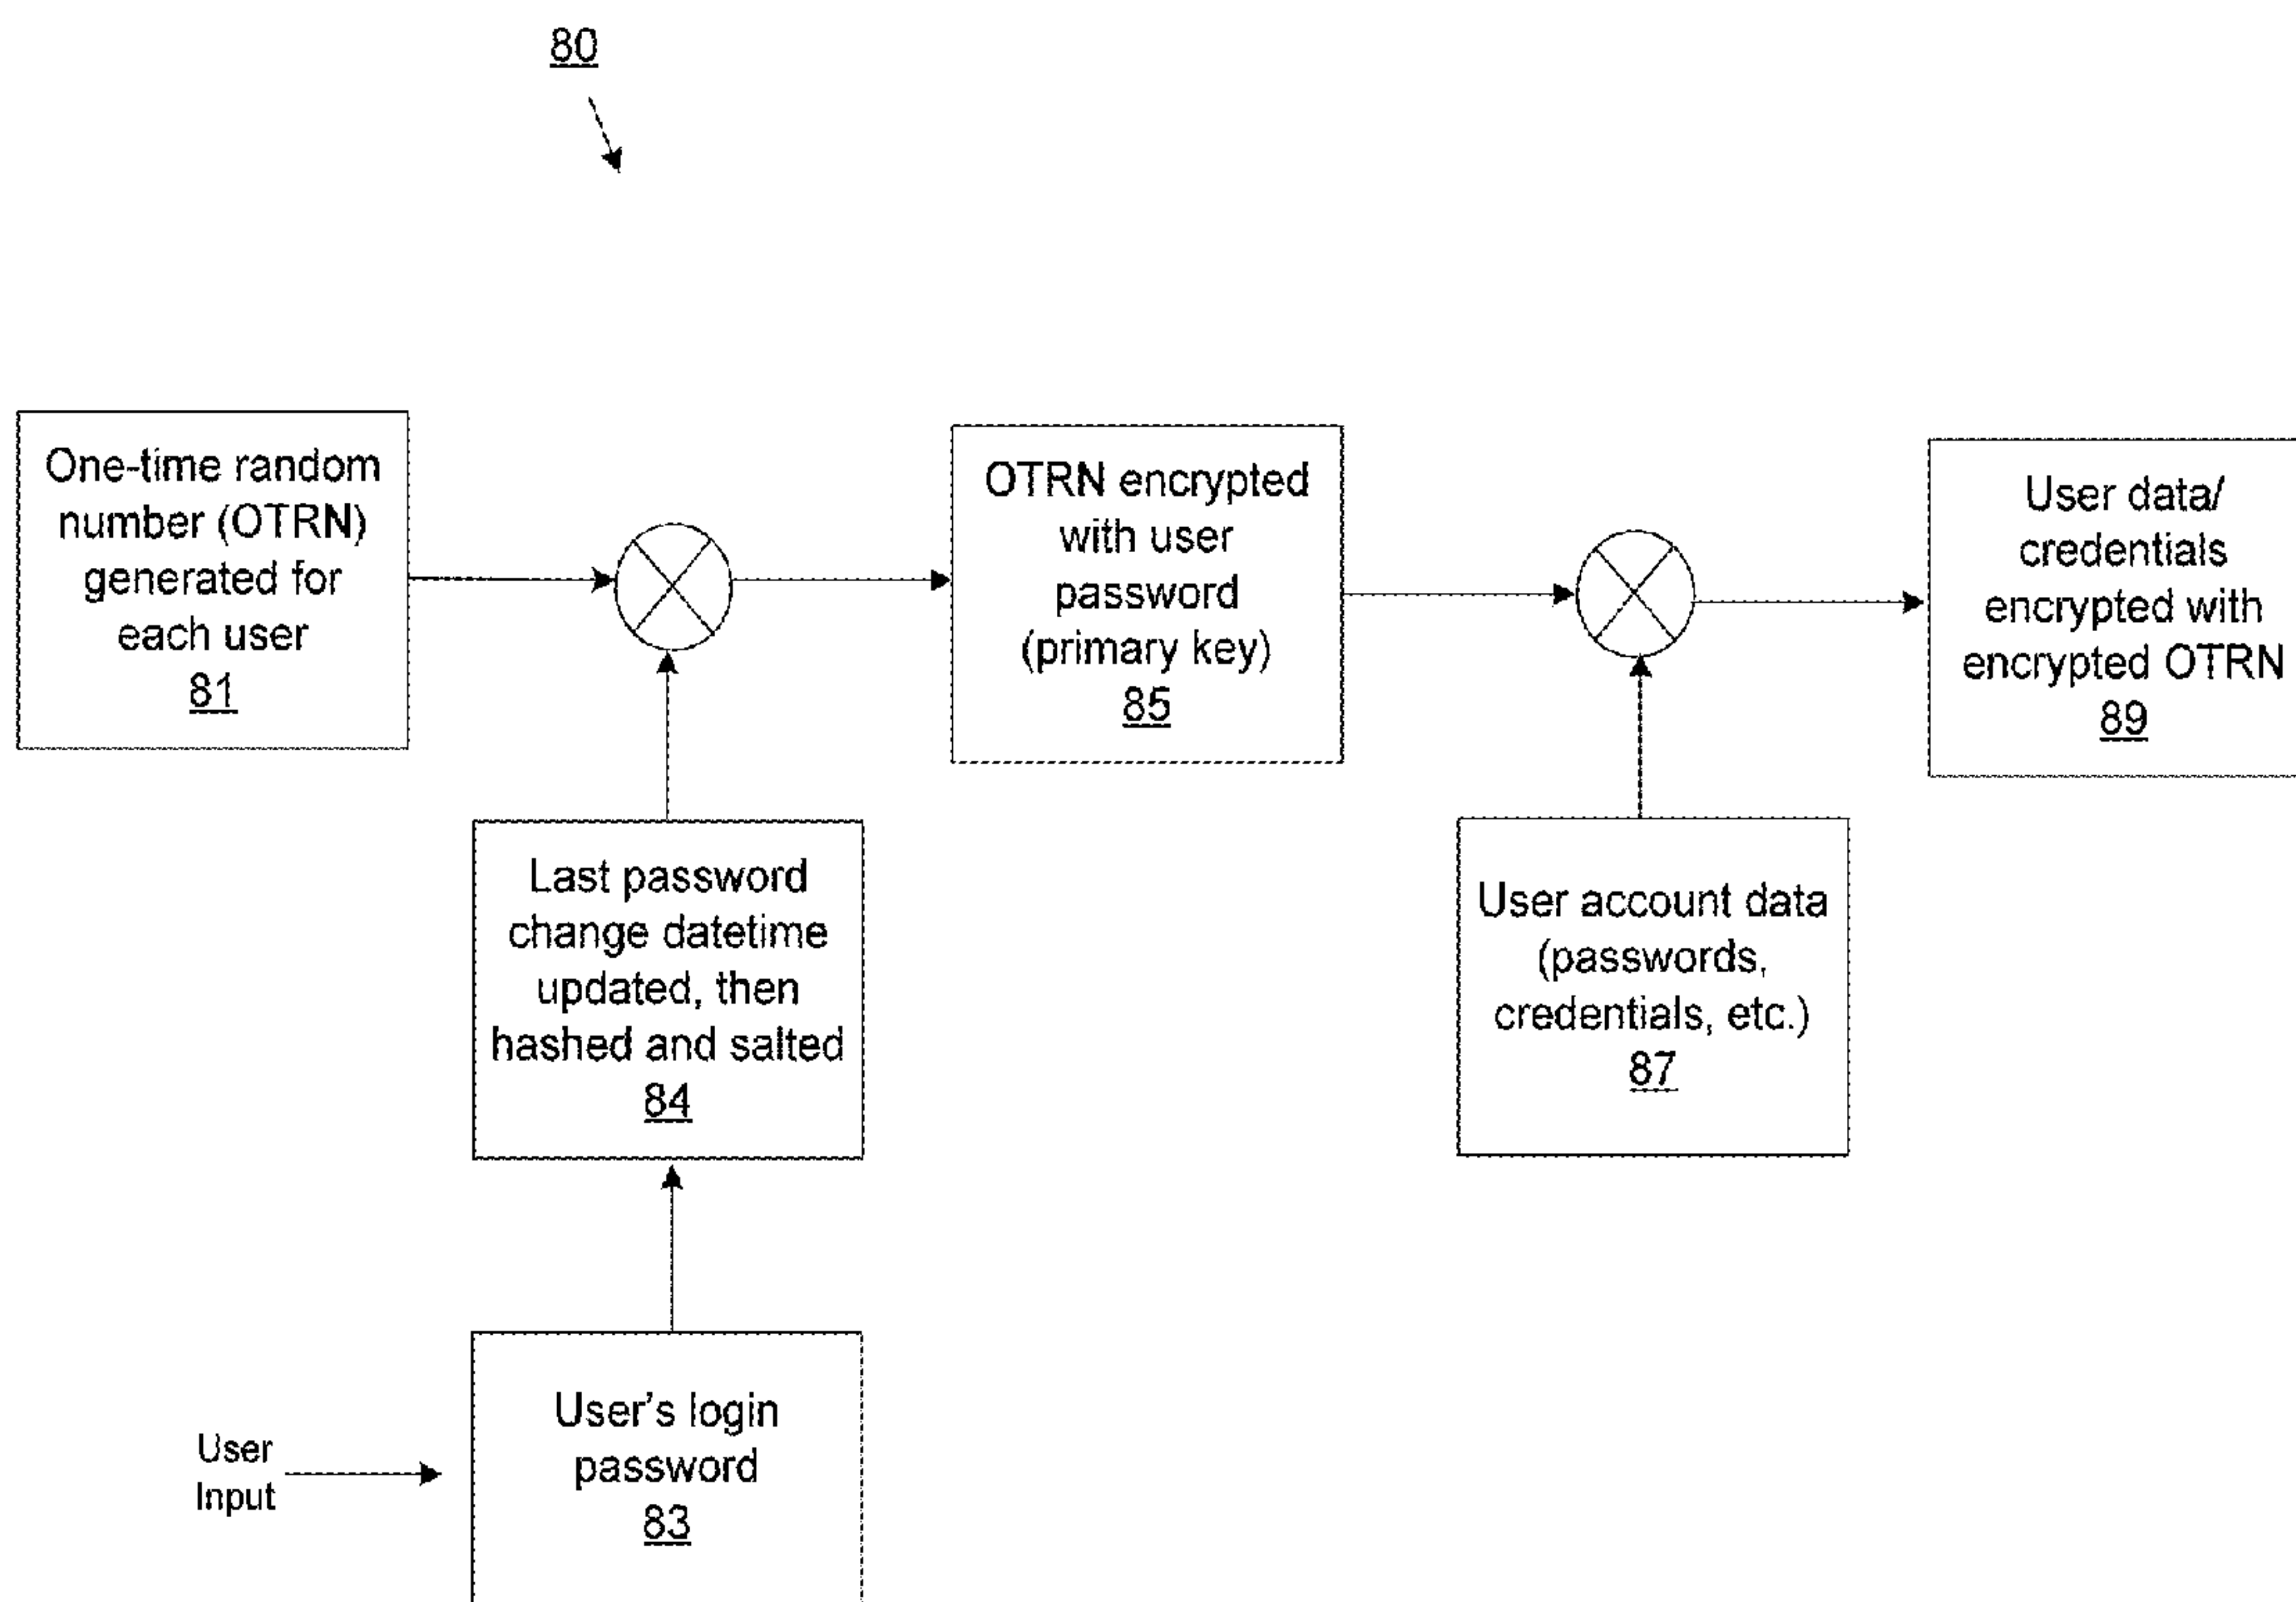 80
One-time random
number (OTRN)
generated for
each user
81
OTRN encrypted
with user
password
(primary key)
85
User data/
credentials
encrypted with
encrypted OTRN
89
Last password
change datetime
updated, then
hashed and salted
84
User account data
(passwords,
credentials, etc.)
87
User
Input
User's login
password
83